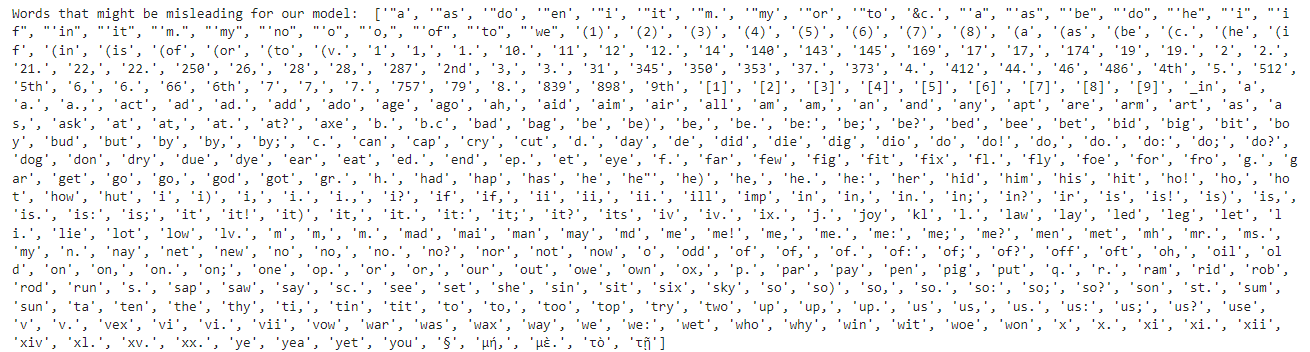 Words that might be misleading for our model:  ['"a', '"as', '"do', '"en', '"i', '"it', '"m.', '"my', '"or', '"to', '&c.', "'a", "'as", "'be", "'do", "'he", "'i", "'i
f", "'in", "'it", "'m", "'my", "'no", "'o", "'o,", "'of", "'to", "'we", '(1)', '(2)', '(3)', '(4)', '(5)', '(6)', '(7)', '(8)', '(a', '(as', '(be', '(c.', '(he', '(i
f', '(in', '(is', '(of', '(or', '(to', '(v.', '1', '1,', '1.', '10.', '11', '12', '12.', '14', '140', '143', '145', '169', '17', '17,', '174', '19', '19.', '2', '2.',
'21.', '22,', '22.', '250', '26,', '28', '28,', '287', '2nd', '3,', '3.', '31', '345', '350', '353', '37.', '373', '4.', '412', '44.', '46', '486', '4th', '5.', '512',
'5th', '6,', '6.', '66', '6th', '7', '7,', '7.', '757', '79', '8.', '839', '898', '9th', '[1]', '[2]', '[3]', '[4]', '[5]', '[6]', '[7]', '[8]', '[9]', '_in', 'a',
'a.', 'a.,', 'act', 'ad', 'ad.', 'add', 'ado', 'age', 'ago', 'ah,', 'aid', 'aim', 'air', 'all', 'am', 'am,', 'an', 'and', 'any', 'apt', 'are', 'arm', 'art', 'as', 'a
s,', 'ask', 'at', 'at,', 'at.', 'at?', 'axe', 'b.', 'b.c', 'bad', 'bag', 'be', 'be)', 'be,', 'be.', 'be:', 'be;', 'be?', 'bed', 'bee', 'bet', 'bid', 'big', 'bit', 'bo
y', 'bud', 'but', 'by', 'by,', 'by;', 'c.', 'can', 'cap', 'cry', 'cut', 'd.', 'day', 'de', 'did', 'die', 'dig', 'dio', 'do', 'do!', 'do,', 'do.', 'do:', 'do;', 'do?',
'dog', 'don', 'dry', 'due', 'dye', 'ear', 'eat', 'ed.', 'end', 'ep.', 'et', 'eye', 'f.', 'far', 'few', 'fig', 'fit', 'fix', 'fl.', 'fly', 'foe', 'for', 'fro', 'g.', 'g
ar', 'get', 'go', 'go,', 'god', 'got', 'gr.', 'h.', 'had', 'hap', 'has', 'he', 'he"', 'he)', 'he,', 'he.', 'he:', 'her', 'hid', 'him', 'his', 'hit', 'ho!', 'ho,', 'ho
t', 'how', 'hut', 'i', 'i)', 'i,', 'i.', 'i.,', 'i?', 'if', 'if,', 'ii', 'ii,', 'ii.', 'ill', 'imp', 'in', 'in,', 'in.', 'in;', 'in?', 'ir', 'is', 'is!', 'is)', 'is,',
'is.', 'is:', 'is;', 'it', 'it!', 'it)', 'it,', 'it.', 'it:', 'it;', 'it?', 'its', 'iv', 'iv.', 'ix.', 'j.', 'joy', 'kl', 'l.', 'law', 'lay', 'led', 'leg', 'let', 'l
i.', 'lie', 'lot', 'low', 'lv.', 'm', 'm,', 'm.', 'mad', 'mai', 'man', 'may', 'md', 'me', 'me!', 'me,', 'me.', 'me:', 'me;', 'me?', 'men', 'met', 'mh', 'mr.', 'ms.',
'my', 'n.', 'nay', 'net', 'new', 'no', 'no,', 'no.', 'no?', 'nor', 'not', 'now', 'o', 'odd', 'of', 'of,', 'of.', 'of:', 'of;', 'of?', 'off', 'oft', 'oh,', 'oil', 'ol
d', 'on', 'on,', 'on.', 'on;', 'one', 'op.', 'or', 'or,', 'our', 'out', 'owe', 'own', 'ox,', 'p.', 'par', 'pay', 'pen', 'pig', 'put', 'q.', 'r.', 'ram', 'rid', 'rob',
'rod', 'run', 's.', 'sap', 'saw', 'say', 'sc.', 'see', 'set', 'she', 'sin', 'sit', 'six', 'sky', 'so', 'so)', 'so,', 'so.', 'so:', 'so;', 'so?', 'son', 'st.', 'sum',
'sun', 'ta', 'ten', 'the', 'thy', 'ti,', 'tin', 'tit', 'to', 'to,', 'too', 'top', 'try', 'two', 'up', 'up,', 'up.', 'us', 'us,', 'us.', 'us:', 'us;', 'us?', 'use',
'v', 'v.', 'vex', 'vi', 'vi.', 'vii', 'vow', 'war', 'was', 'wax', 'way', 'we', 'we:', 'wet', 'who', 'why', 'win', 'wit', 'woe', 'won', 'x', 'x.', 'xi', 'xi.', 'xii',
'xiv', 'xl.', 'xv.', 'xx.', 'ye', 'yea', 'yet', 'you', '§', 'μή,', 'μὲ.', 'τὸ', 'τῇ']